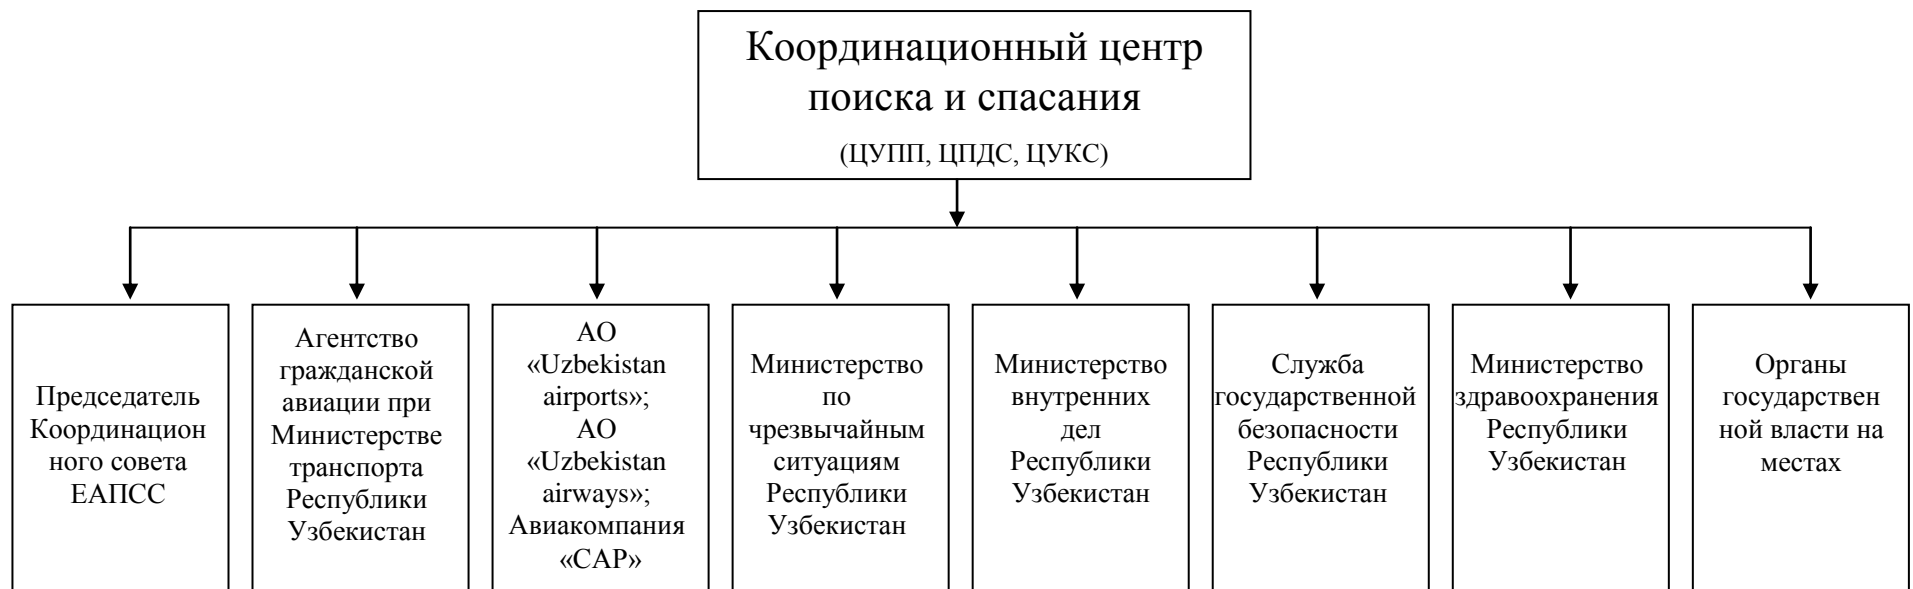 Координационный центр
поиска и спасания
(ЦУПП, ЦПДС, ЦУКС)
Председатель
Координацион
ного совета
ЕАПСС
Агентство
гражданской
авиации при
Министерстве
транспорта
Республики
Узбекистан
АО
«Uzbekistan
airports»;
АО
«Uzbekistan
airways»;
Авиакомпания
«САР»
Министерство
по
чрезвычайным
ситуациям
Республики
Узбекистан
Министерство
внутренних
дел
Республики
Узбекистан
Служба
государственной
безопасности
Республики
Узбекистан
Министерство
здравоохранения
Республики
Узбекистан
Органы
государствен
ной власти на
местах